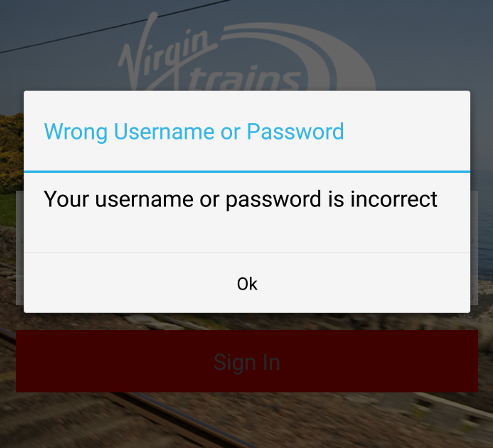 Virgin
trains
Wrong Username or Password
Your username or password is incorrect
Ok
Sign In